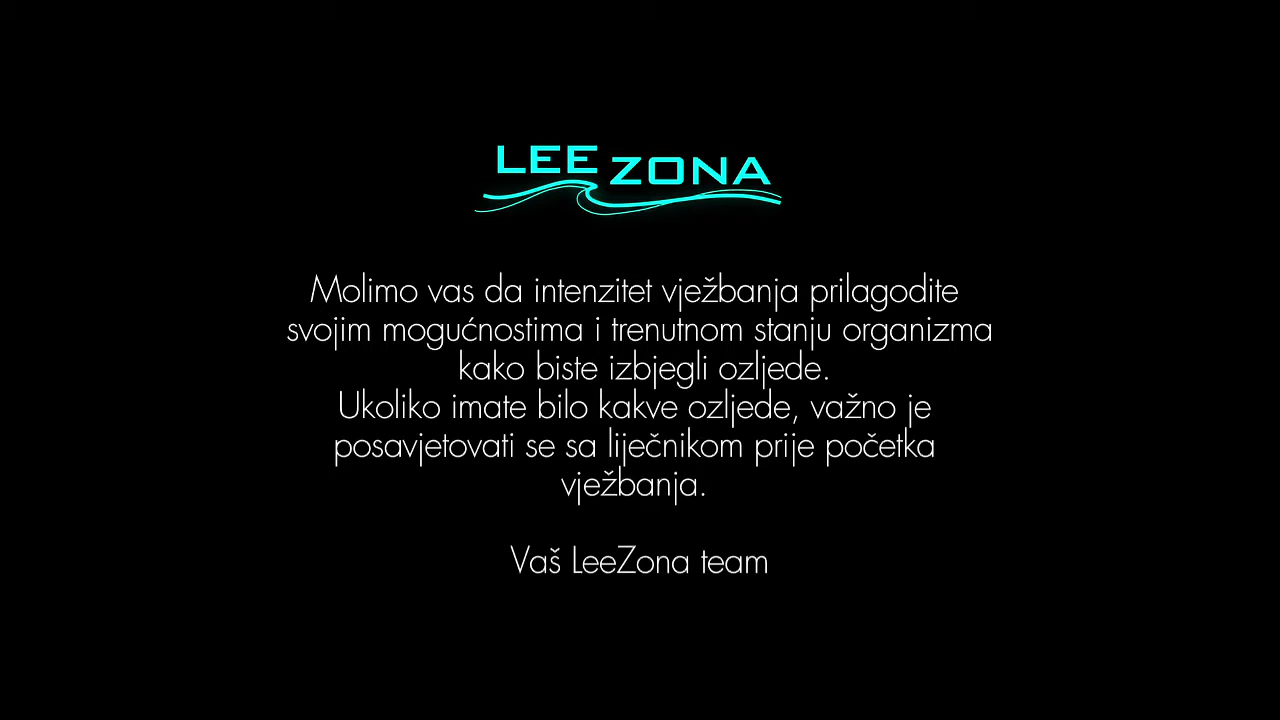 LEE ZONA
Molimo vas da intenzitet vježbanja prilagodite
svojim mogućnostima i trenutnom stanju organizma
kako biste izbjegli ozljede.
Ukoliko imate bilo kakve ozljede, važno je
posavjetovati se sa liječnikom prije početka
vježbanja.
Vaš LeeZona team